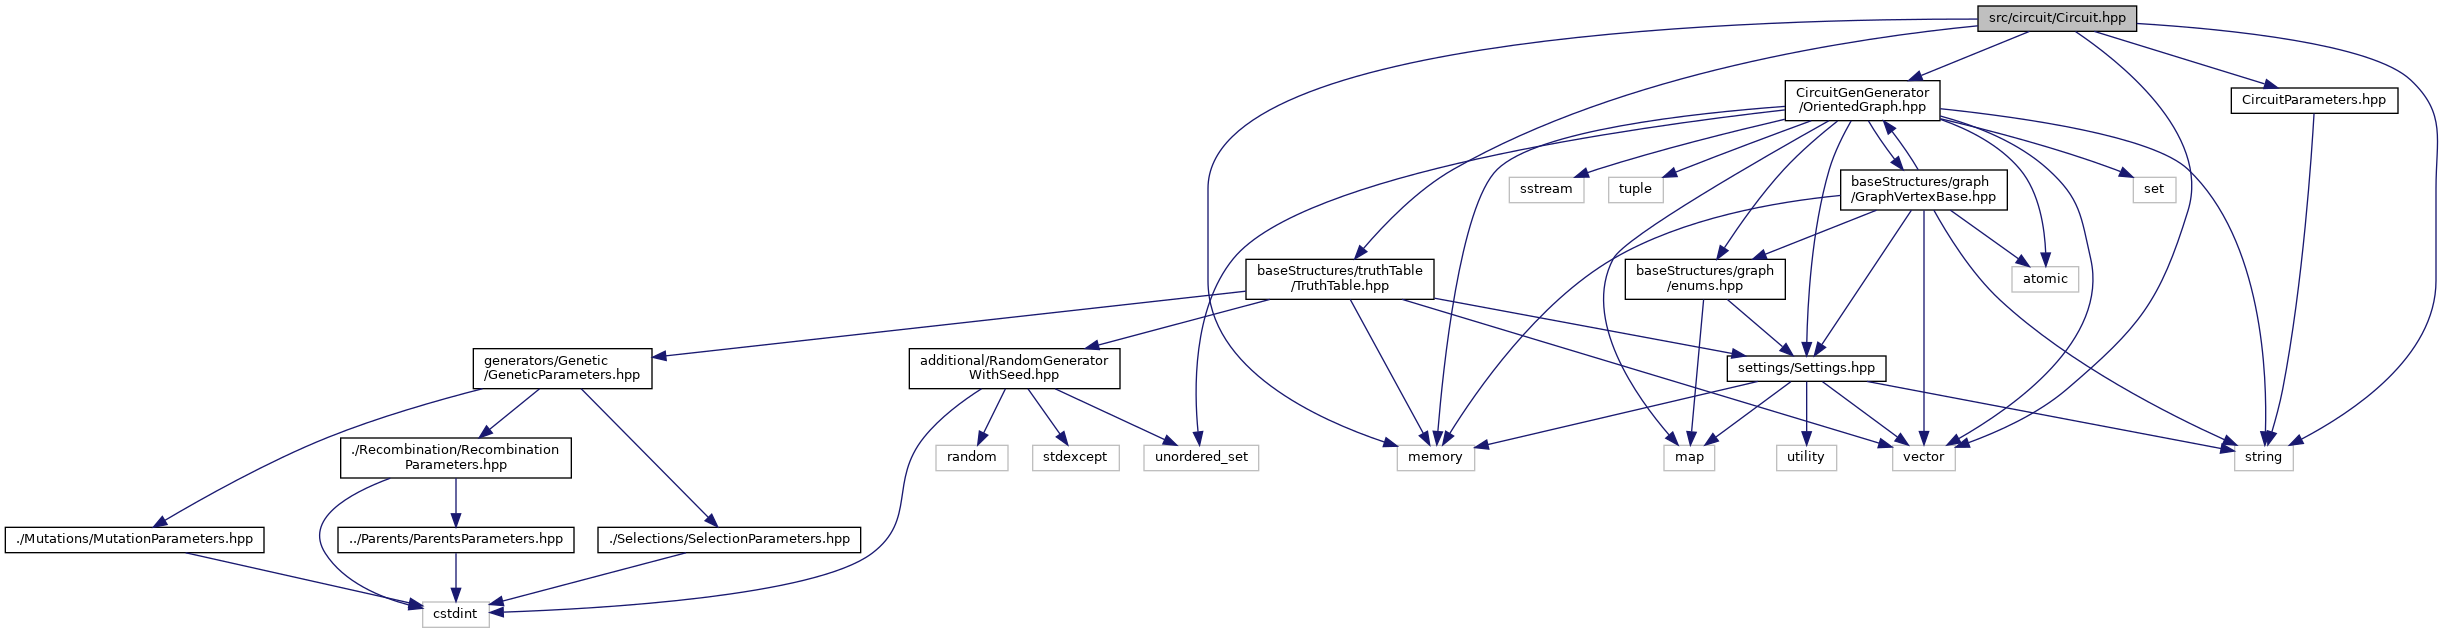 src/circuit/Circuit.hpp
CircuitGenGenerator
/OrientedGraph.hpp
CircuitParameters.hpp
sstream
tuple
baseStructures/graph
/GraphVertexBase.hpp
set
baseStructures/truthTable
/TruthTable.hpp
baseStructures/graph
/enums.hpp
atomic
generators/Genetic
/GeneticParameters.hpp
additional/RandomGenerator
WithSeed.hpp
settings/Settings.hpp
./Recombination/Recombination
Parameters.hpp
random
stdexcept
unordered_set
memory
map
utility
vector
string
./Mutations/MutationParameters.hpp
../Parents/ParentsParameters.hpp
./Selections/SelectionParameters.hpp
cstdint